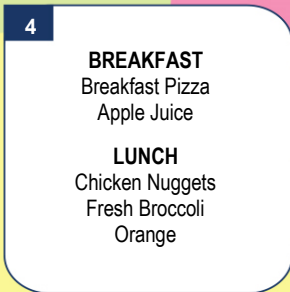 4
BREAKFAST
Breakfast Pizza
Apple Juice
LUNCH
Chicken Nuggets
Fresh Broccoli
Orange